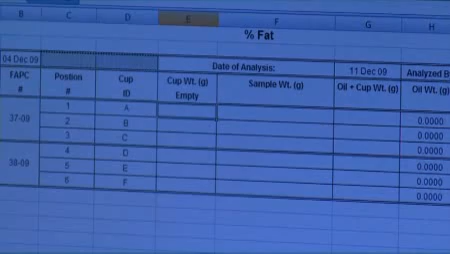 B C D E F G H
% Fat
04 Dec 09 Date of Analysis: 11 Dec 09 Analyzed B
FAPC Postion Cup Cup Wt. (g) Sample Wt. (g) Oil + Cup Wt. (g) Oil Wt. (g)
# # ID Empty
37-09 1 A 0.0000
2 B 0.0000
3 C 0.0000
38-09 4 D 0.0000
5 E 0.0000
6 F 0.0000